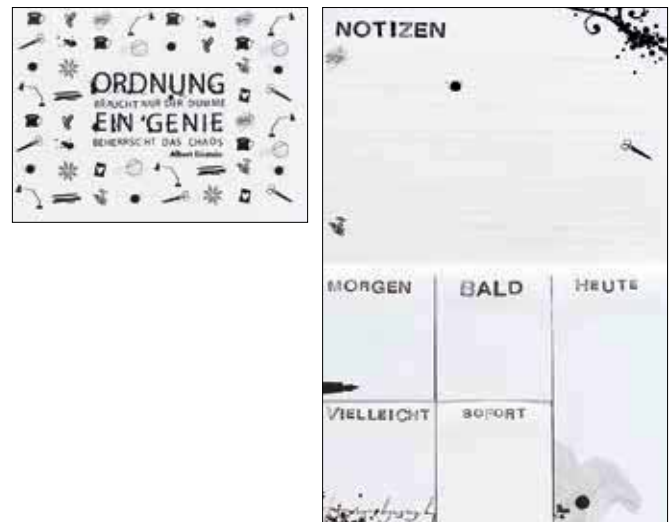 ORDNUNG
BRAUCHT NUR DER DUMME
EIN GENIE
BEHERRSCHT DAS CHAOS
Albert Einstein
NOTIZEN
MORGEN
BALD
HEUTE
VIELLEICHT
SOFORT